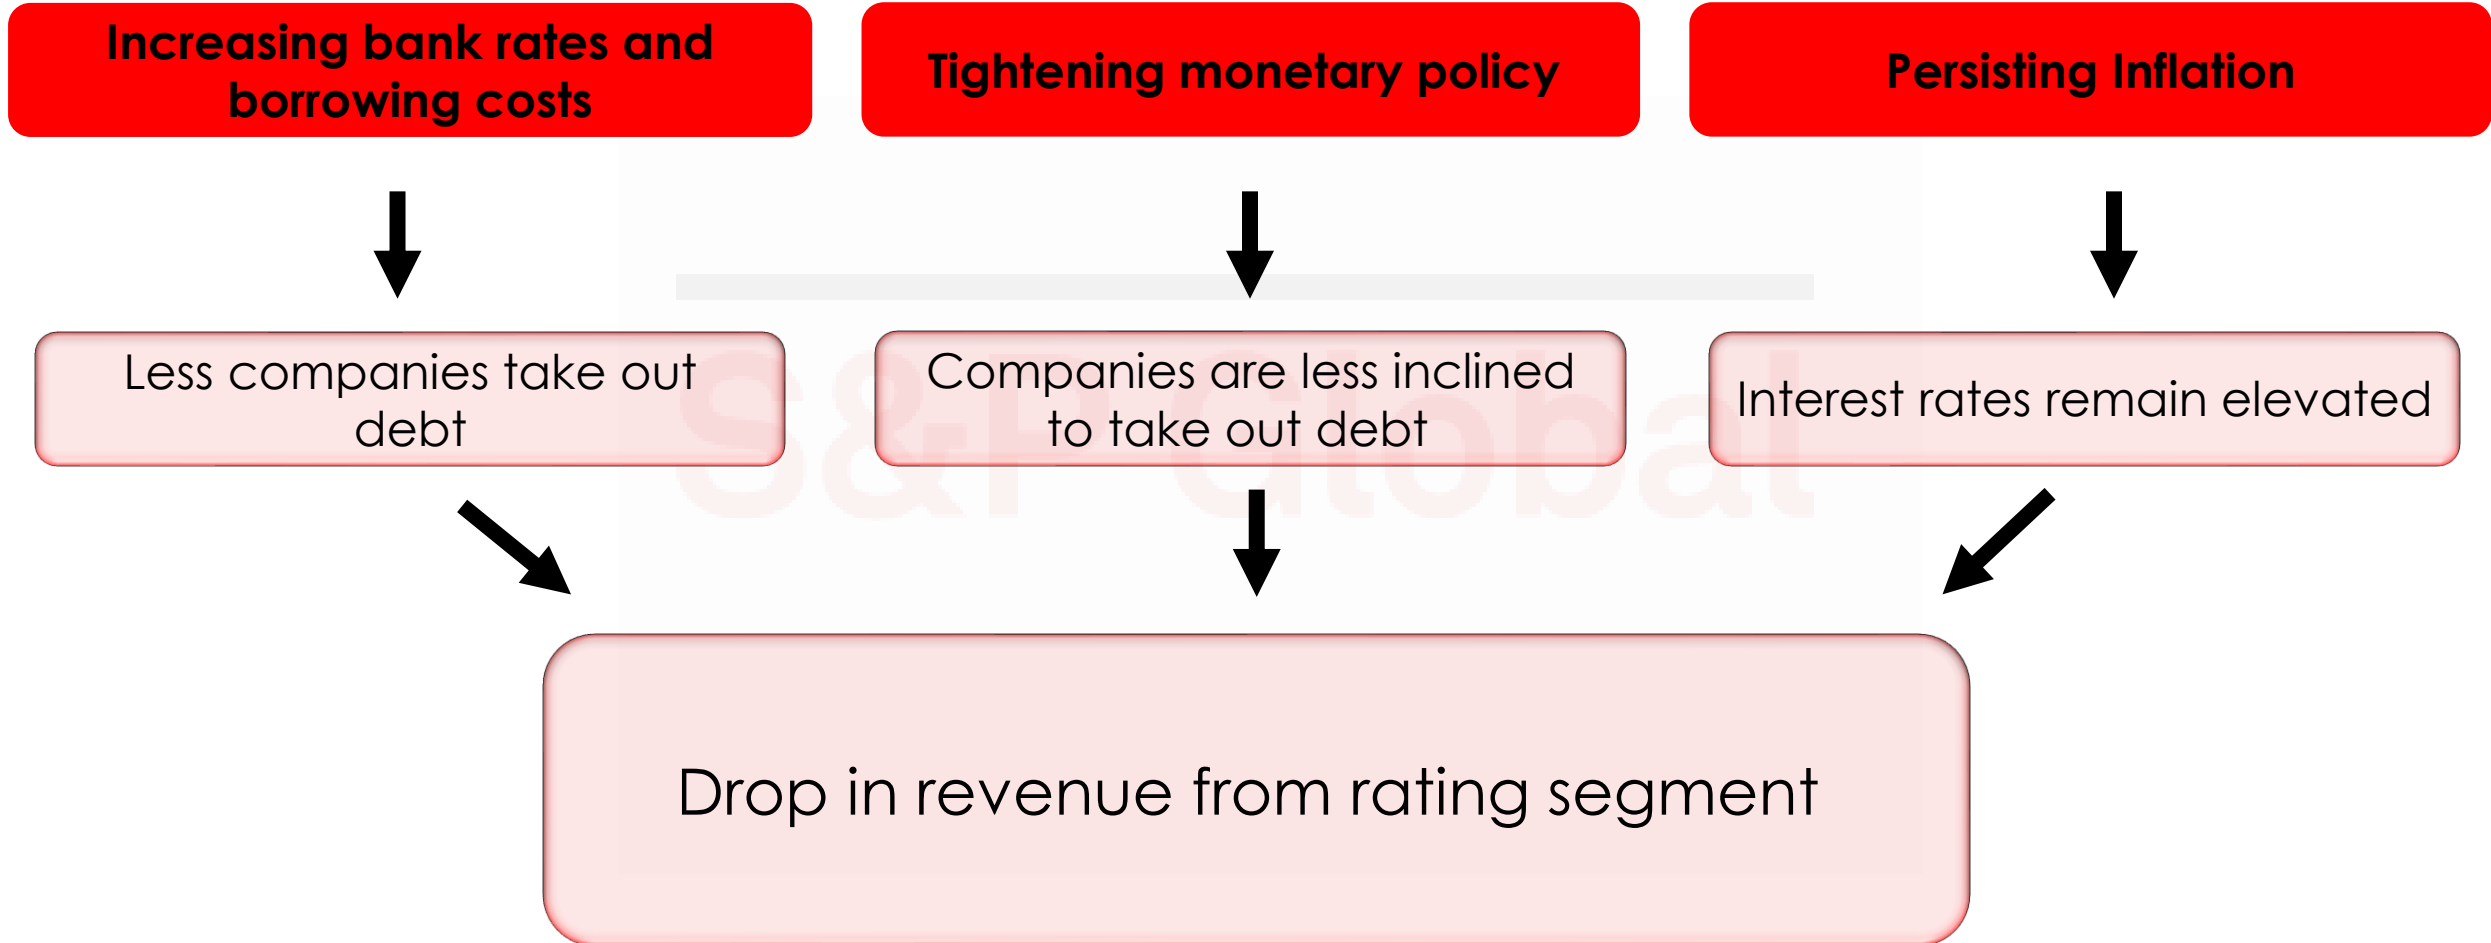 Increasing bank rates and
borrowing costs
Tightening monetary policy
Persisting Inflation
Less companies take out
debt
Companies are less inclined
to take out debt
Interest rates remain elevated
S&P Global
Drop in revenue from rating segment